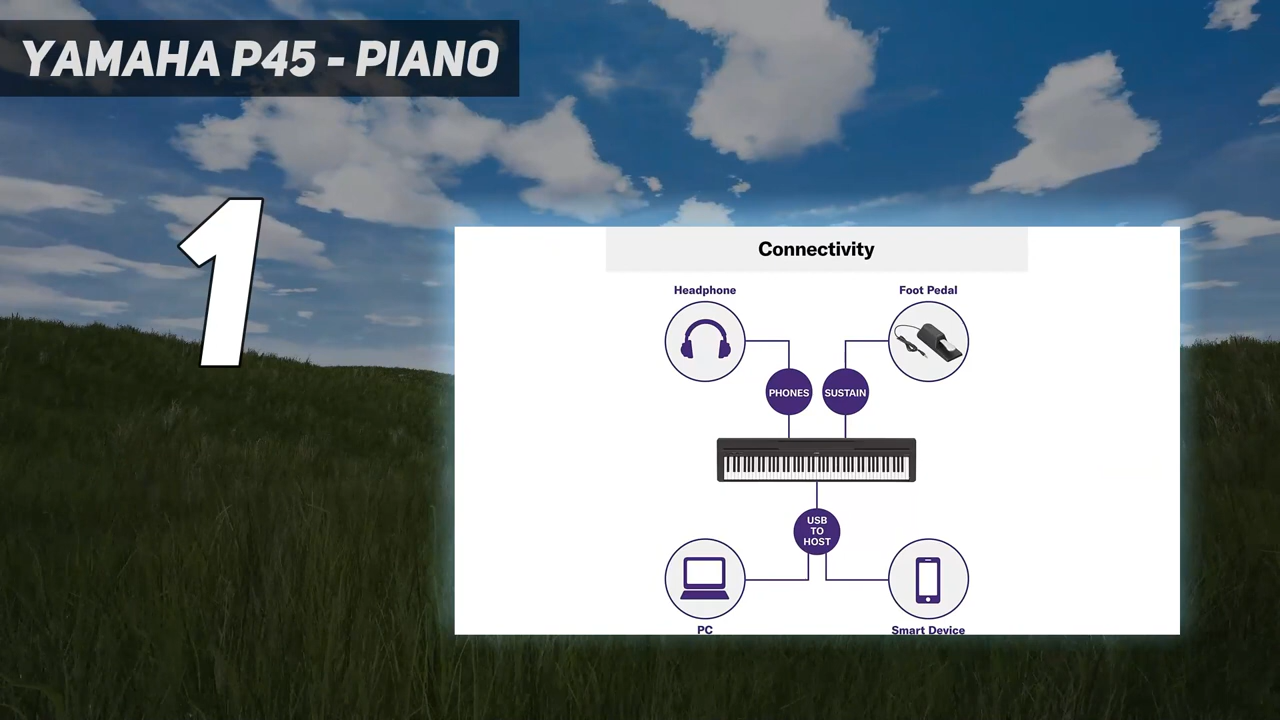 YAMAHA P45 - PIANO
1
Connectivity
Headphone
Foot Pedal
PHONES
SUSTAIN
USB
TO
HOST
PC
Smart Device